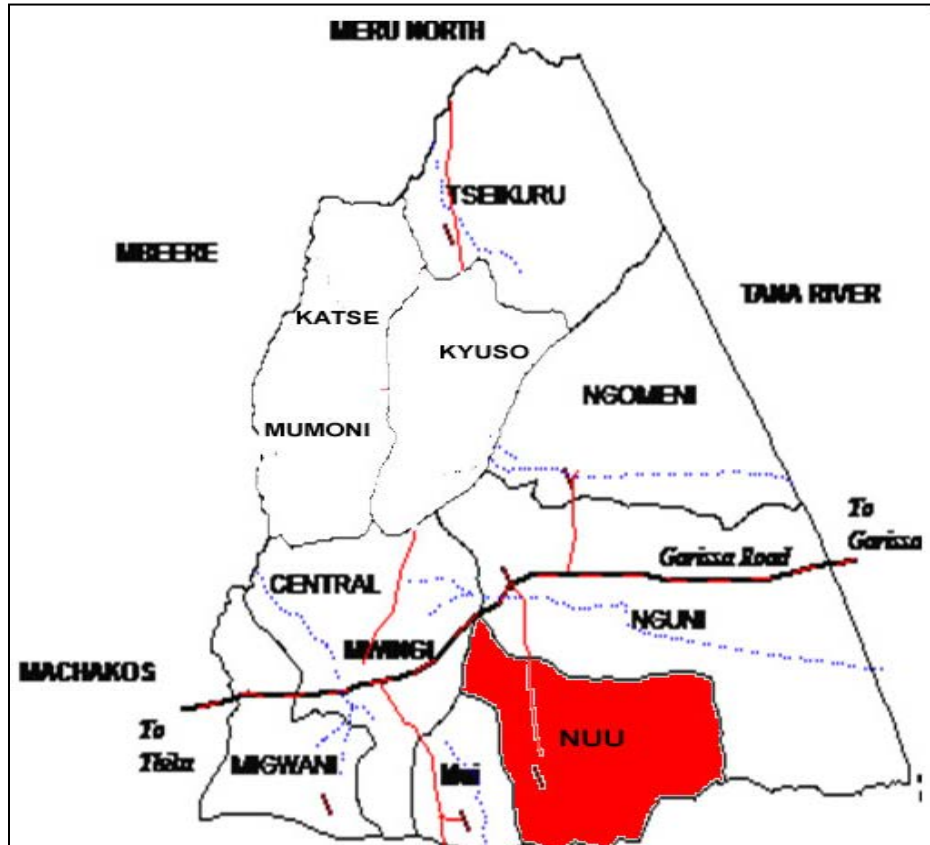 MERU NORTH
TSEIKURU
MBEERE
TANA RIVER
KATSE
KYUSO
NGOMENI
MUMONI
To
Garissa
Garissa Road
CENTRAL
NGUNI
MWINGI
MACHAKOS
To
Thika
NUU
MIGWANI
MUI